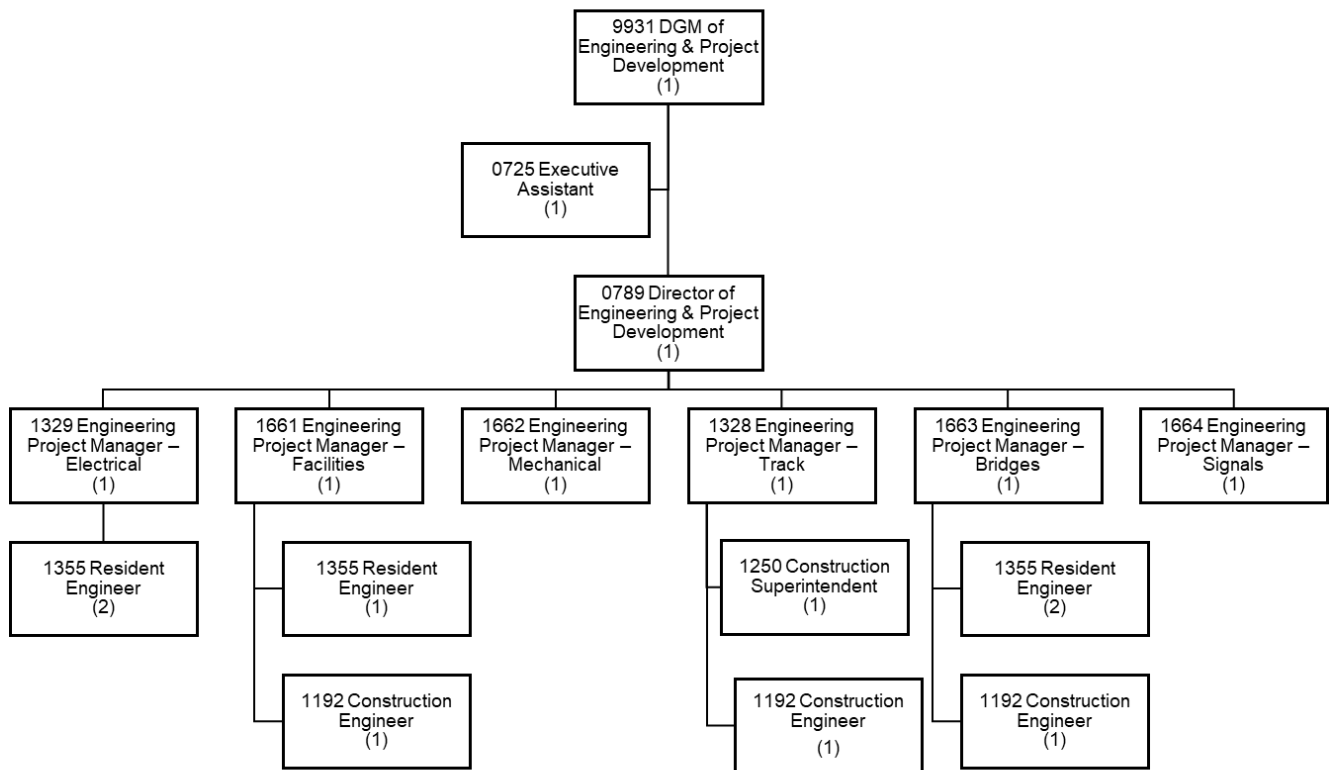 9931 DGM of
Engineering & Project
Development
(1)
0725 Executive
Assistant
(1)
0789 Director of
Engineering & Project
Development
(1)
1329 Engineering
Project Manager –
Electrical
(1)
1661 Engineering
Project Manager –
Facilities
(1)
1662 Engineering
Project Manager –
Mechanical
(1)
1328 Engineering
Project Manager –
Track
(1)
1663 Engineering
Project Manager –
Bridges
(1)
1664 Engineering
Project Manager –
Signals
(1)
1355 Resident
Engineer
(2)
1355 Resident
Engineer
(1)
1250 Construction
Superintendent
(1)
1355 Resident
Engineer
(2)
1192 Construction
Engineer
(1)
1192 Construction
Engineer
(1)
1192 Construction
Engineer
(1)